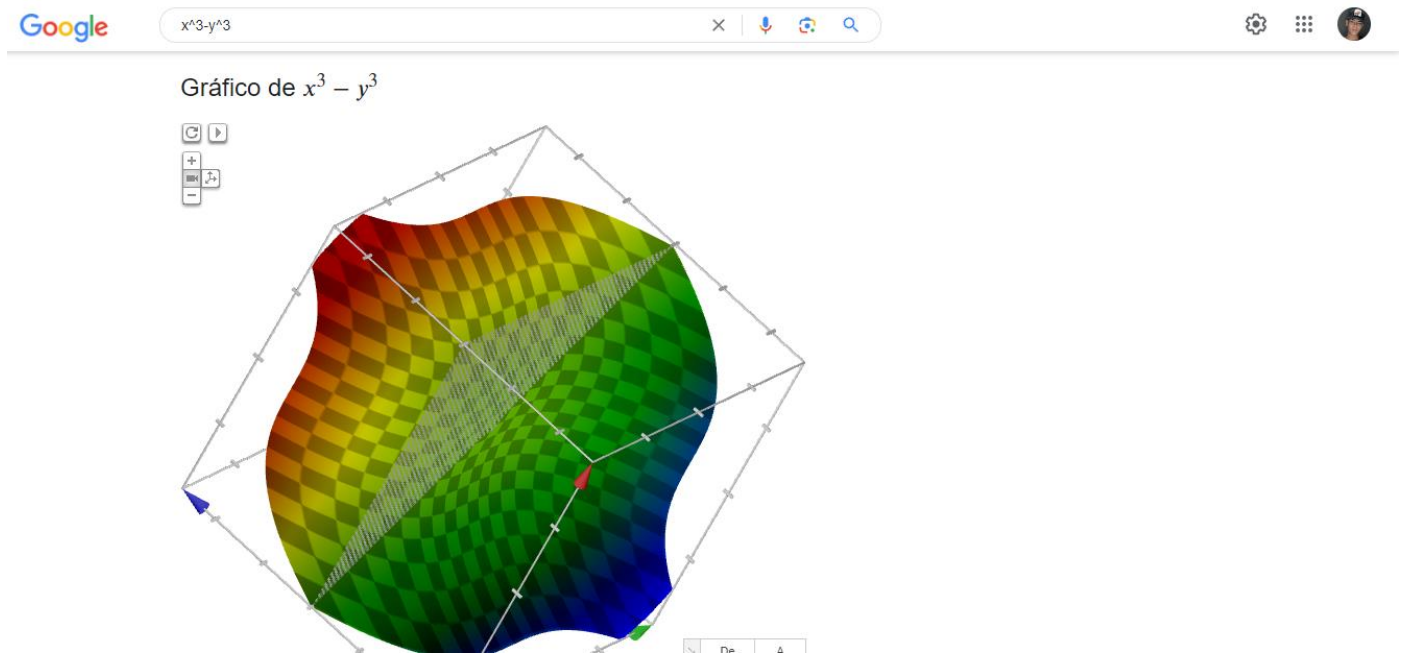 Google
x^3-y^3
Gráfico de x³ – y³
De A